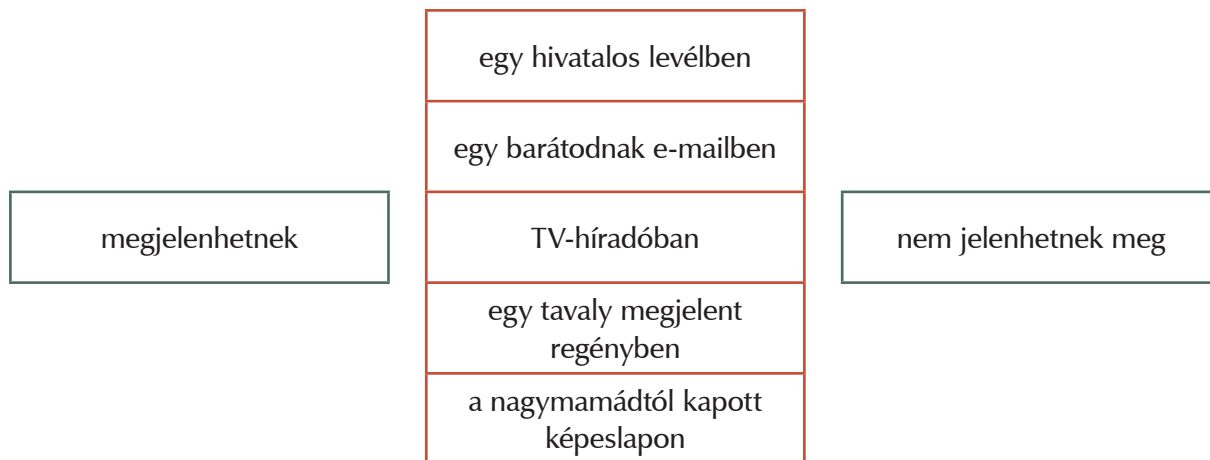 egy hivatalos levélben
egy barátodnak e-mailben
megjelenhetnek
TV-híradóban
nem jelenhetnek meg
egy tavaly megjelent
regényben
a nagymamádtól kapott
képeslapon